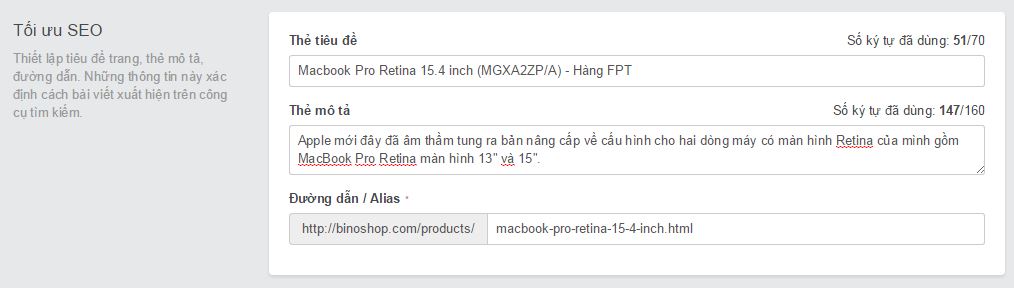 Tối ưu SEO
Thiết lập tiêu đề trang, thẻ mô tả,
đường dẫn. Những thông tin này xác
định cách bài viết xuất hiện trên công
cụ tìm kiếm.
Thẻ tiêu đề
Số ký tự đã dùng: 51/70
Macbook Pro Retina 15.4 inch (MGXA2ZP/A) - Hàng FPT
Thẻ mô tả
Số ký tự đã dùng: 147/160
Apple mới đây đã âm thầm tung ra bản nâng cấp về cấu hình cho hai dòng máy có màn hình Retina của mình gồm
MacBook Pro Retina màn hình 13" và 15".
Đường dẫn / Alias *
http://binoshop.com/products/ macbook-pro-retina-15-4-inch.html